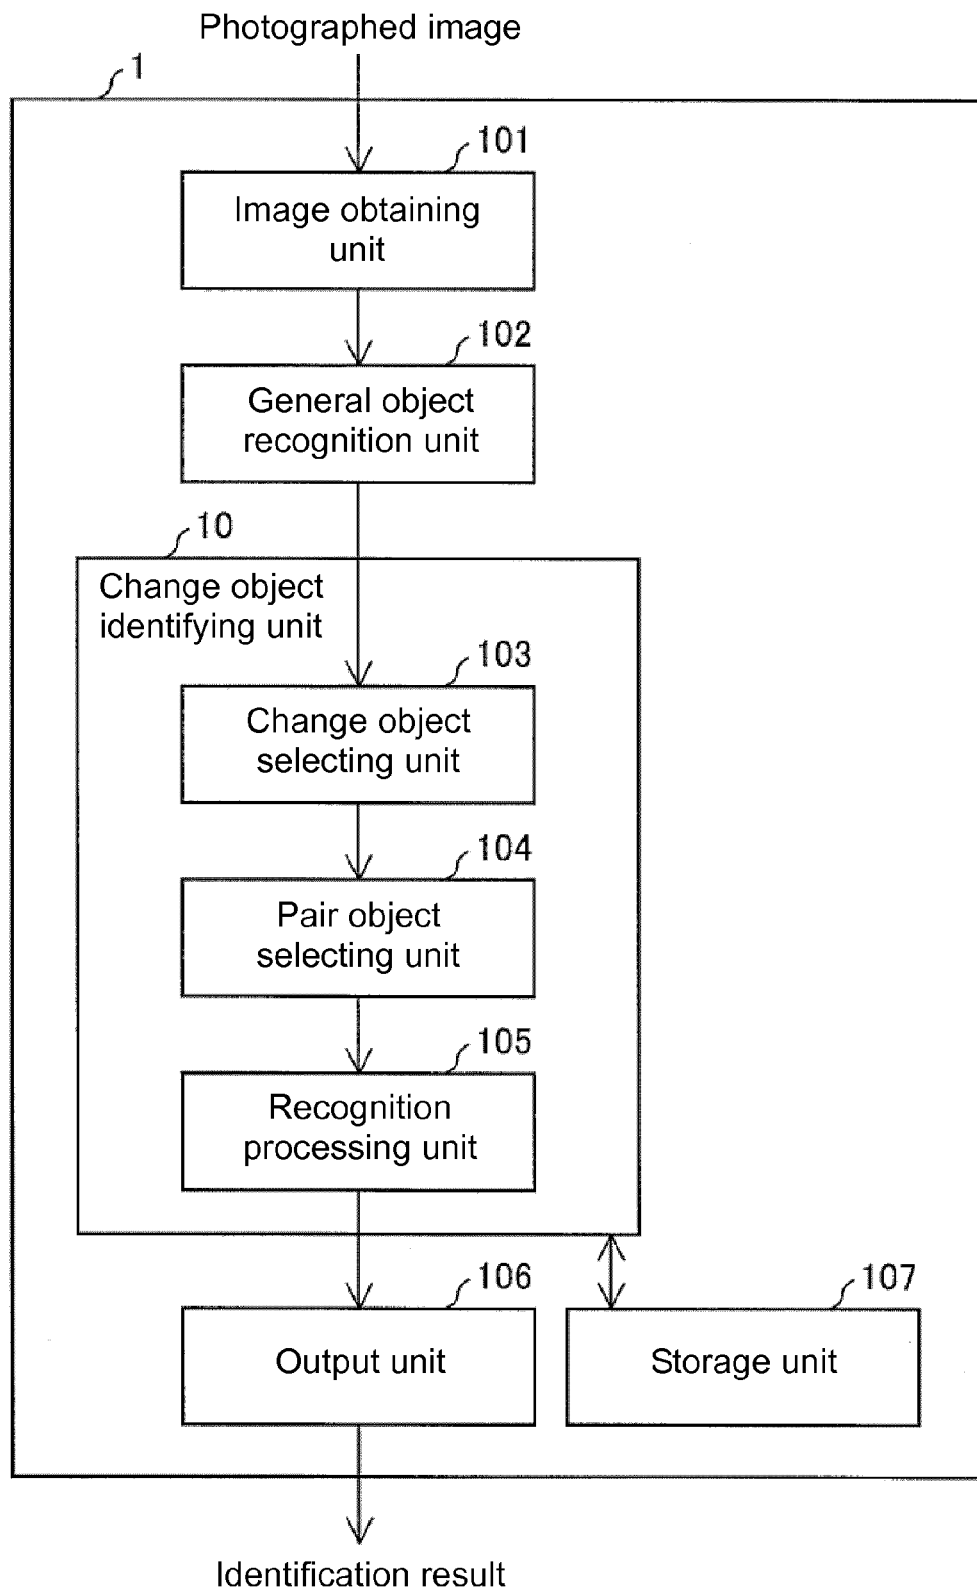 Photographed image
1
101
Image obtaining
unit
102
General object
recognition unit
10
Change object
identifying unit
103
Change object
selecting unit
104
Pair object
selecting unit
105
Recognition
processing unit
106
Output unit
107
Storage unit
Identification result